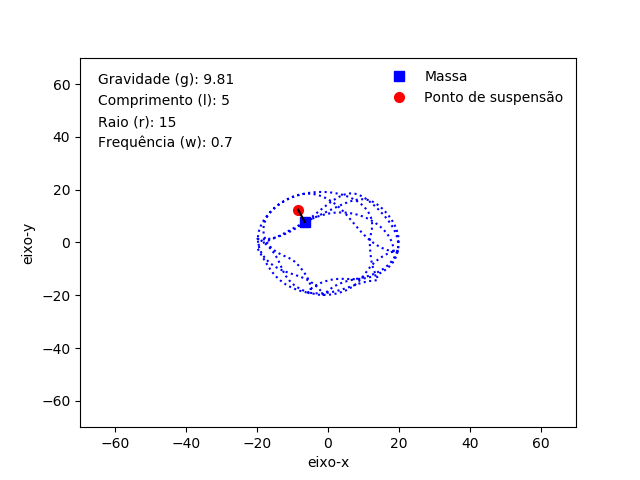 Gravidade (g): 9.81
Comprimento (l): 5
Raio (r): 15
Frequência (w): 0.7
Massa
Ponto de suspensão
60
40
20
0
−20
−40
−60
eixo-y
−60 −40 −20 0 20 40 60
eixo-x